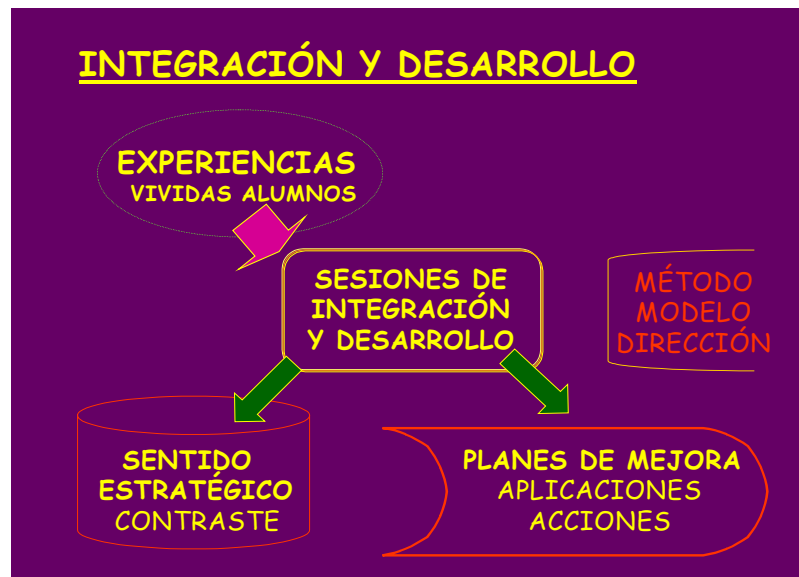 INTEGRACIÓN Y DESARROLLO
EXPERIENCIAS
VIVIDAS ALUMNOS
SESIONES DE
INTEGRACIÓN
Y DESARROLLO
MÉTODO
MODELO
DIRECCIÓN
SENTIDO
ESTRATÉGICO
CONTRASTE
PLANES DE MEJORA
APLICACIONES
ACCIONES